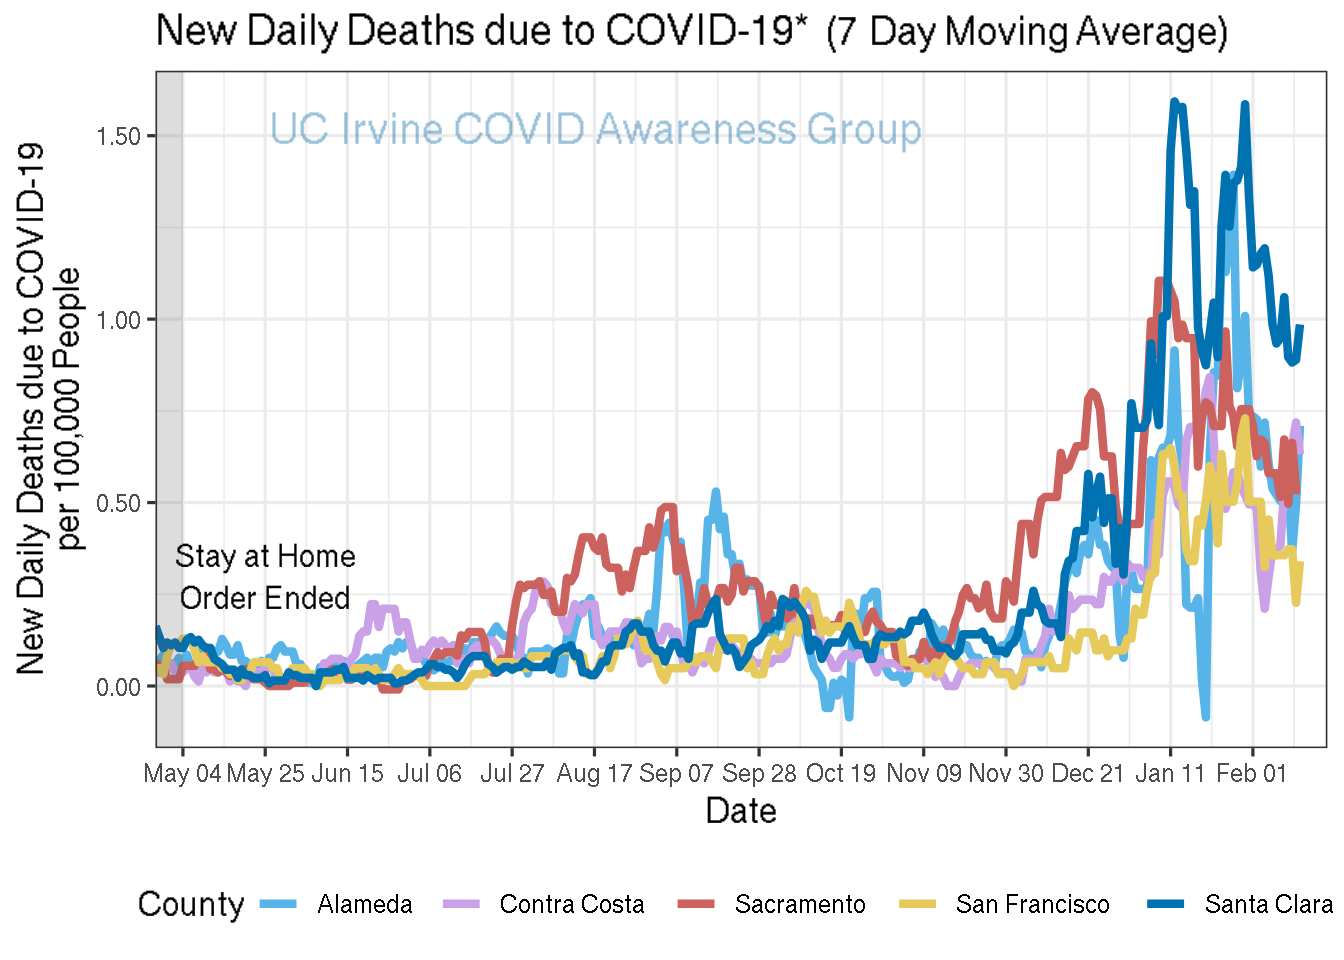 New Daily Deaths due to COVID-19* (7 Day Moving Average)
UC Irvine COVID Awareness Group
New Daily Deaths due to COVID-19
per 100,000 People
1.50
1.00
0.50
0.00
Stay at Home
Order Ended
May 04 May 25 Jun 15 Jul 06 Jul 27 Aug 17 Sep 07 Sep 28 Oct 19 Nov 09 Nov 30 Dec 21 Jan 11 Feb 01
Date
County Alameda Contra Costa Sacramento San Francisco Santa Clara